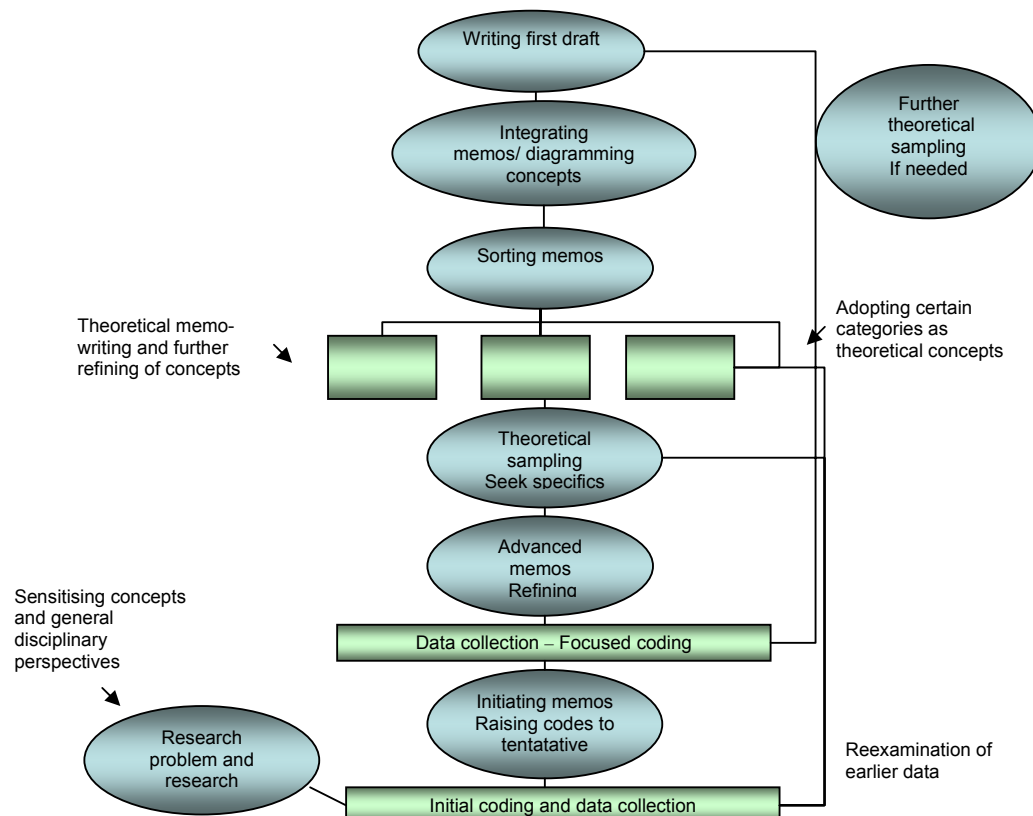 Writing first draft
Further
theoretical
sampling
If needed
Integrating
memos/ diagramming
concepts
Sorting memos
Theoretical memo-
writing and further
refining of concepts
Adopting certain
categories as
theoretical concepts
Theoretical
sampling
Seek specifics
Advanced
memos
Refining
Sensitising concepts
and general
disciplinary
perspectives
Data collection – Focused coding
Initiating memos
Raising codes to
tentatative
Research
problem and
research
Reexamination of
earlier data
Initial coding and data collection